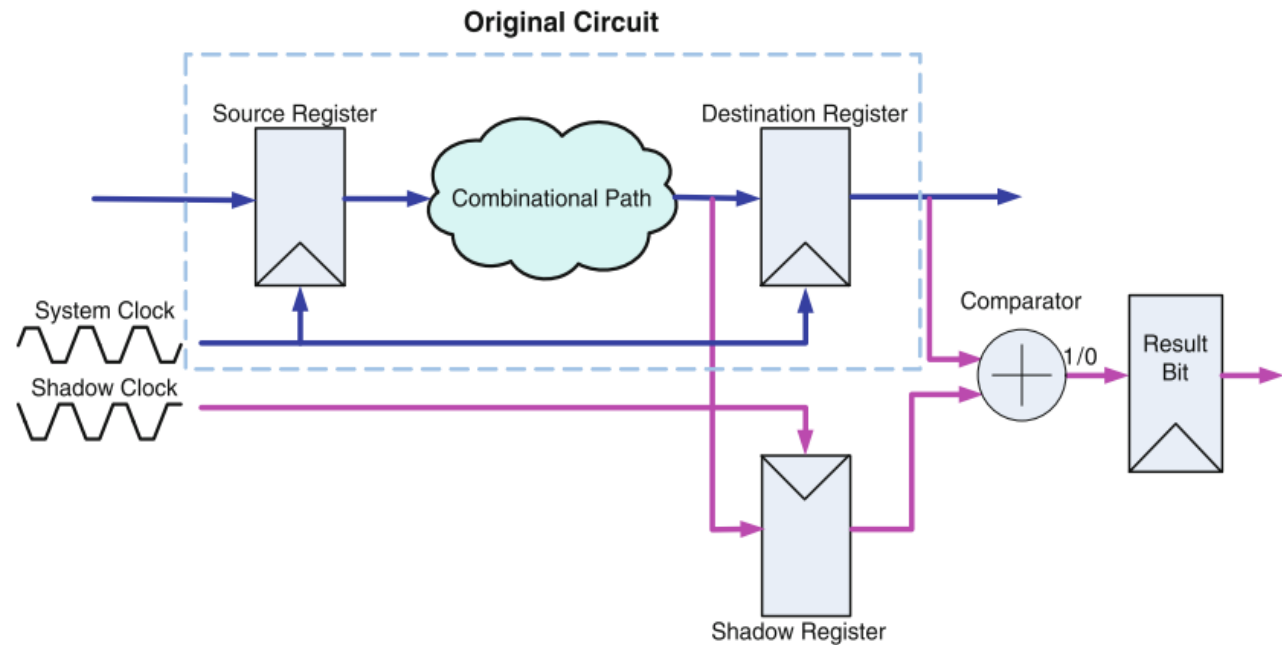 Original Circuit
Source Register
Destination Register
Combinational Path
System Clock
Shadow Clock
Comparator
1/0
Result
Bit
Shadow Register